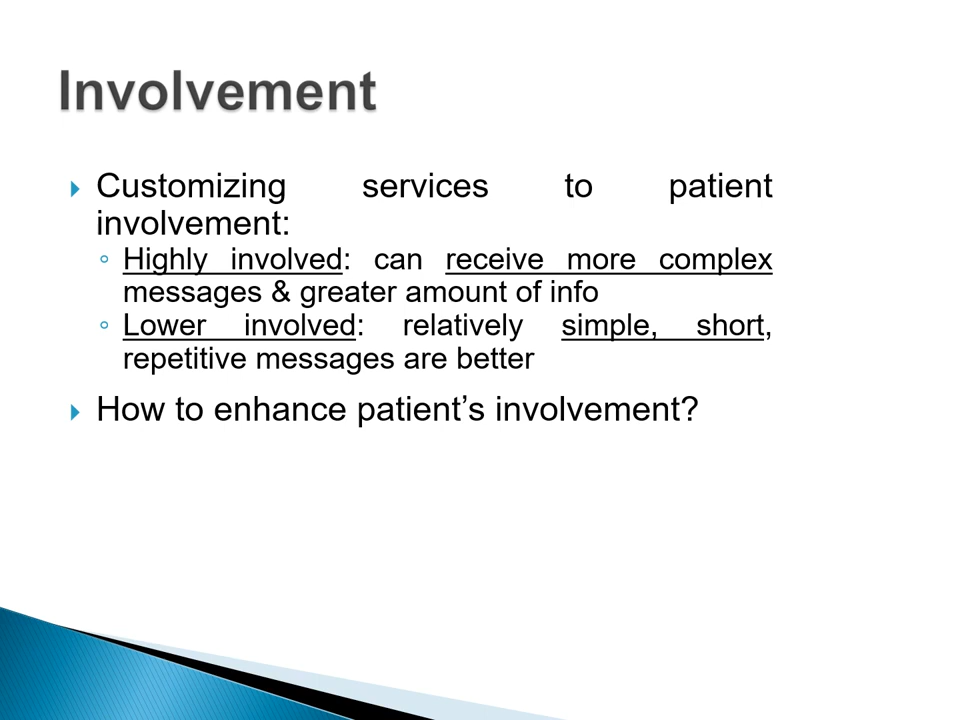 Involvement
Customizing services to patient
involvement:
Highly involved: can receive more complex
messages & greater amount of info
Lower involved: relatively simple, short,
repetitive messages are better
How to enhance patient’s involvement?